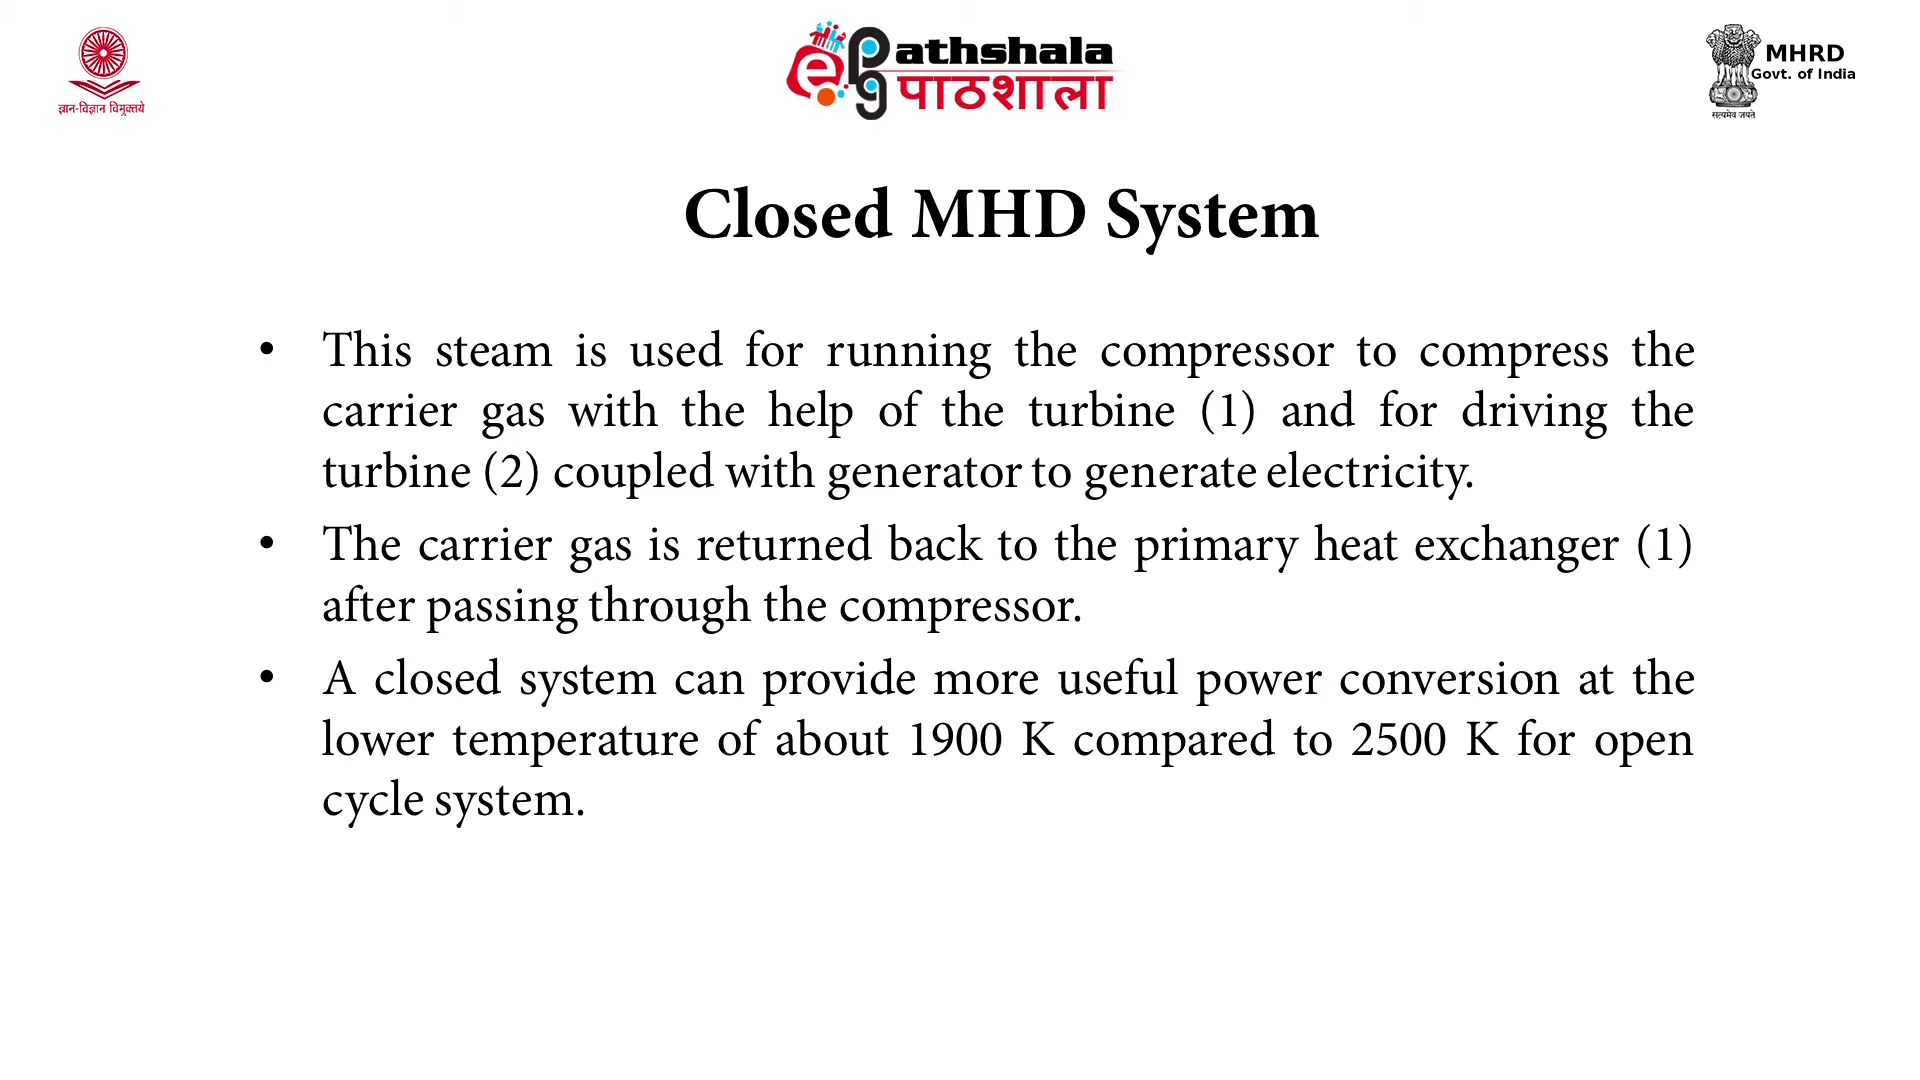 ज्ञान-विज्ञान विमुक्तये
ePGpathshala
पाठशाला
MHRD
Govt. of India
सत्यमेव जयते
Closed MHD System
• This steam is used for running the compressor to compress the
carrier gas with the help of the turbine (1) and for driving the
turbine (2) coupled with generator to generate electricity.
• The carrier gas is returned back to the primary heat exchanger (1)
after passing through the compressor.
• A closed system can provide more useful power conversion at the
lower temperature of about 1900 K compared to 2500 K for open
cycle system.